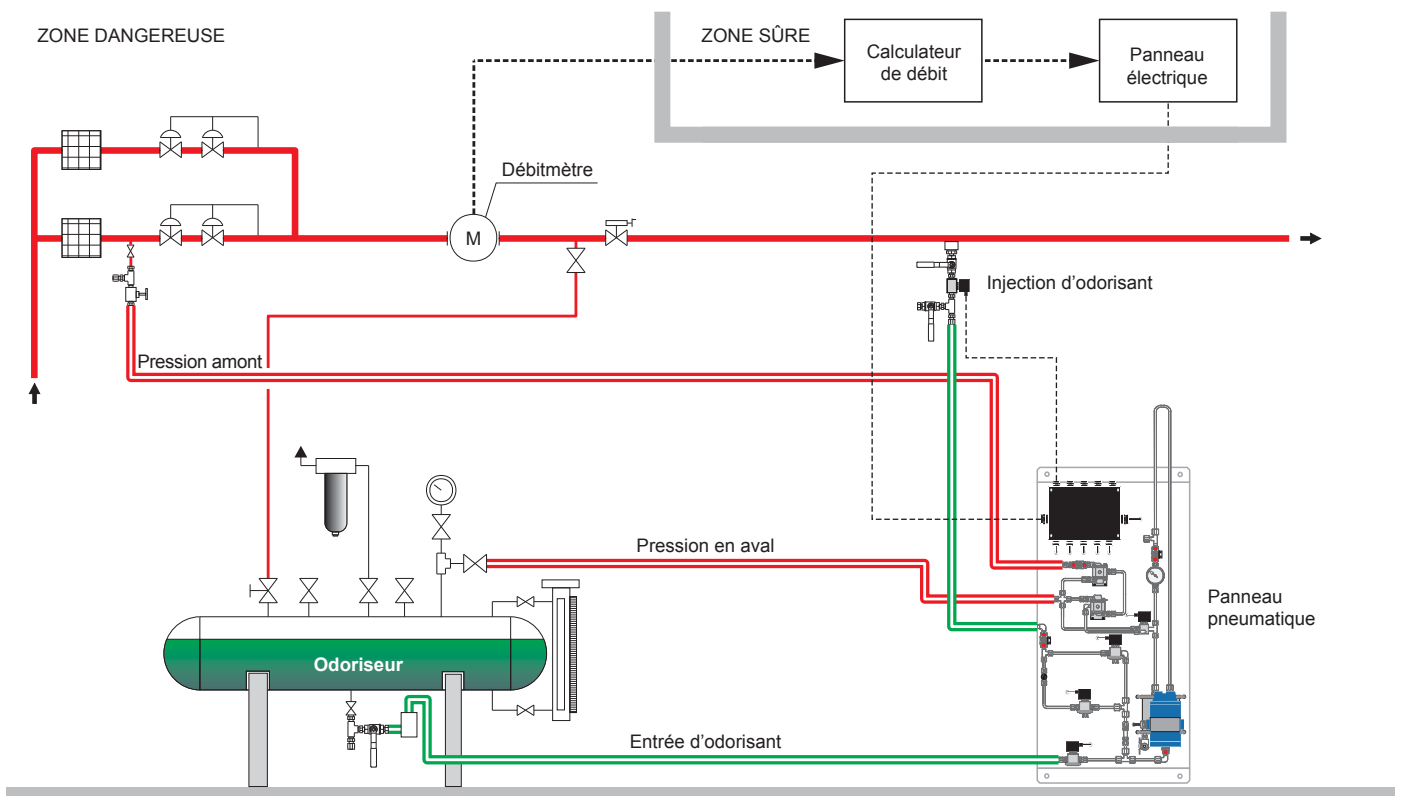 ZONE DANGEREUSE
ZONE SÛRE
Calculateur
de débit
Panneau
électrique
Débitmètre
M
Injection d'odorisant
Pression amont
Pression en aval
Panneau
pneumatique
Odoriseur
Entrée d'odorisant